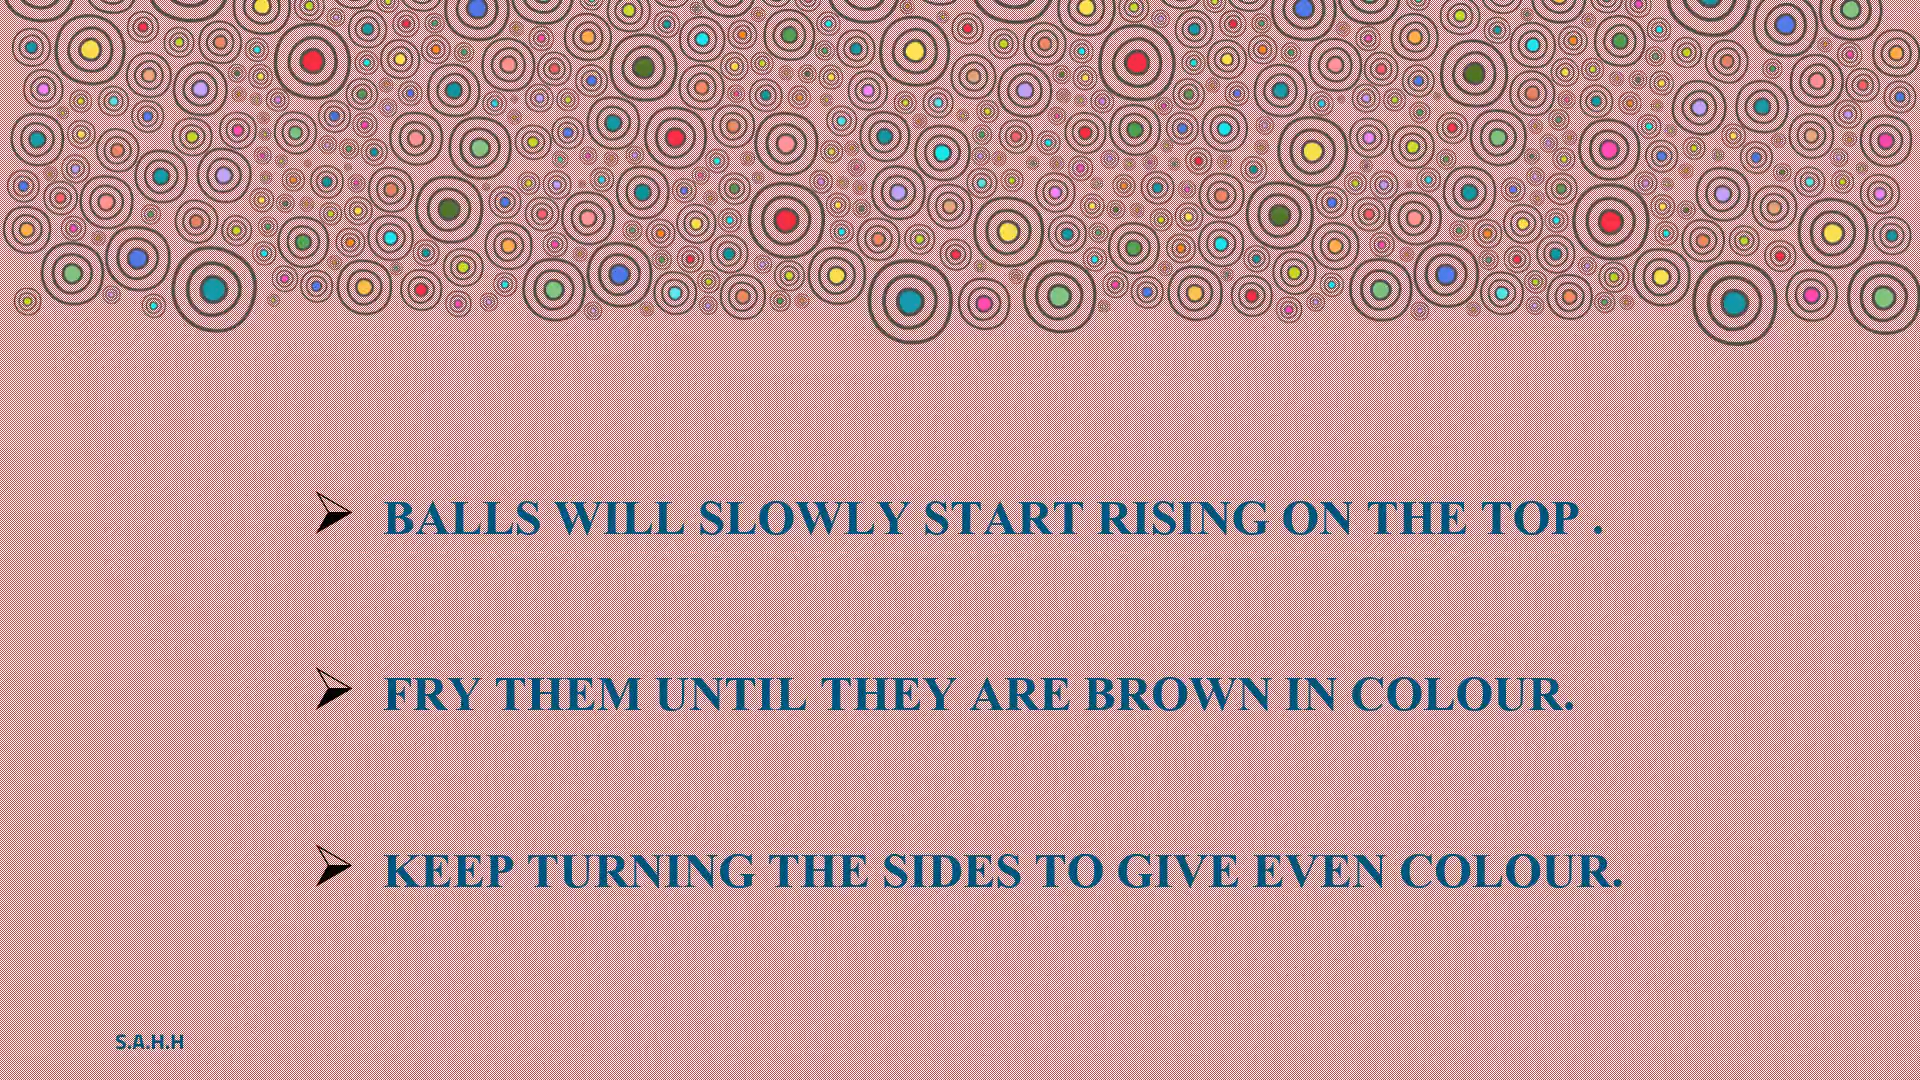 BALLS WILL SLOWLY START RISING ON THE TOP .
FRY THEM UNTIL THEY ARE BROWN IN COLOUR.
KEEP TURNING THE SIDES TO GIVE EVEN COLOUR.
S.A.H.H